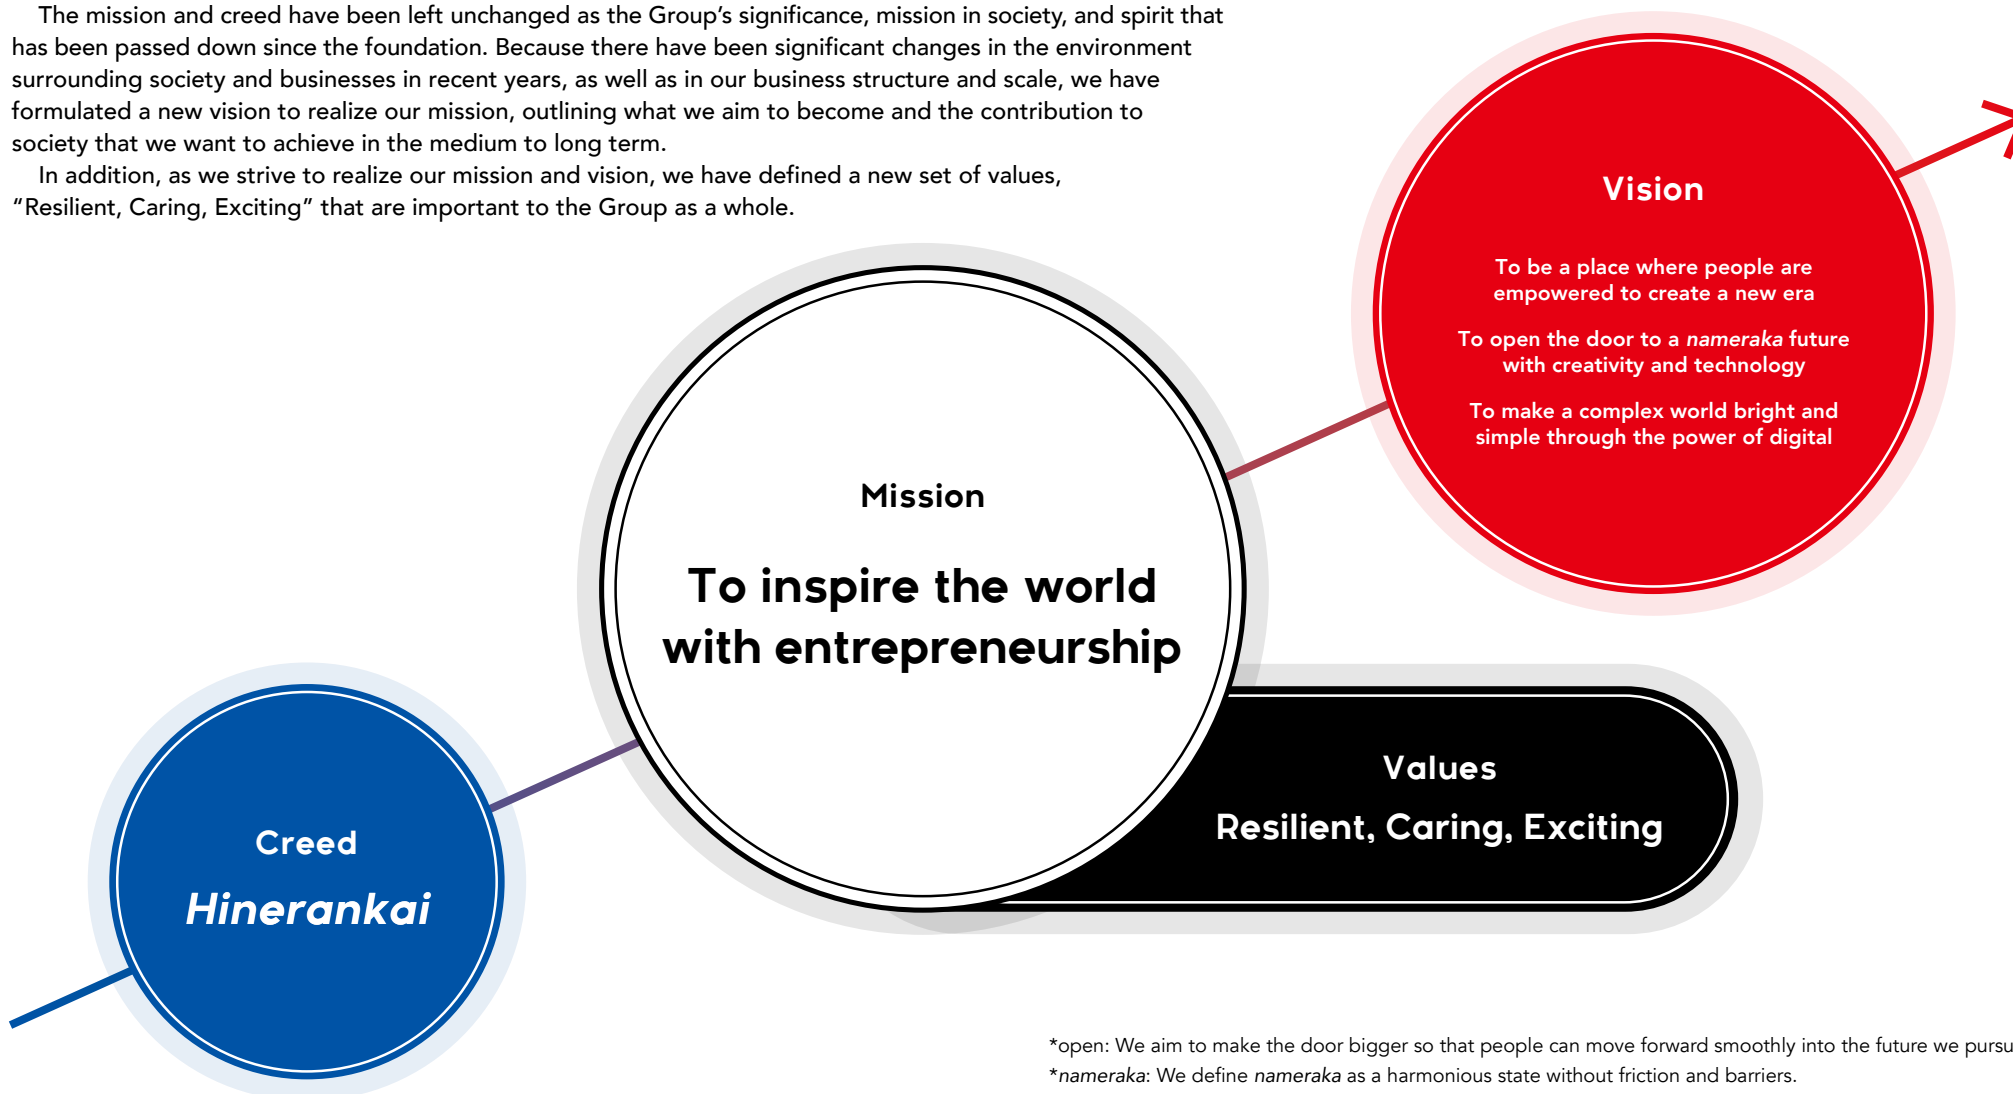 The mission and creed have been left unchanged as the Group’s significance, mission in society, and spirit that
has been passed down since the foundation. Because there have been significant changes in the environment
surrounding society and businesses in recent years, as well as in our business structure and scale, we have
formulated a new vision to realize our mission, outlining what we aim to become and the contribution to
society that we want to achieve in the medium to long term.
In addition, as we strive to realize our mission and vision, we have defined a new set of values,
“Resilient, Caring, Exciting” that are important to the Group as a whole.
Vision
To be a place where people are
empowered to create a new era
To open the door to a nameraka future
with creativity and technology
To make a complex world bright and
simple through the power of digital
Mission
To inspire the world
with entrepreneurship
Values
Resilient, Caring, Exciting
Creed
Hinerankai
*open: We aim to make the door bigger so that people can move forward smoothly into the future we pursu
*nameraka: We define nameraka as a harmonious state without friction and barriers.